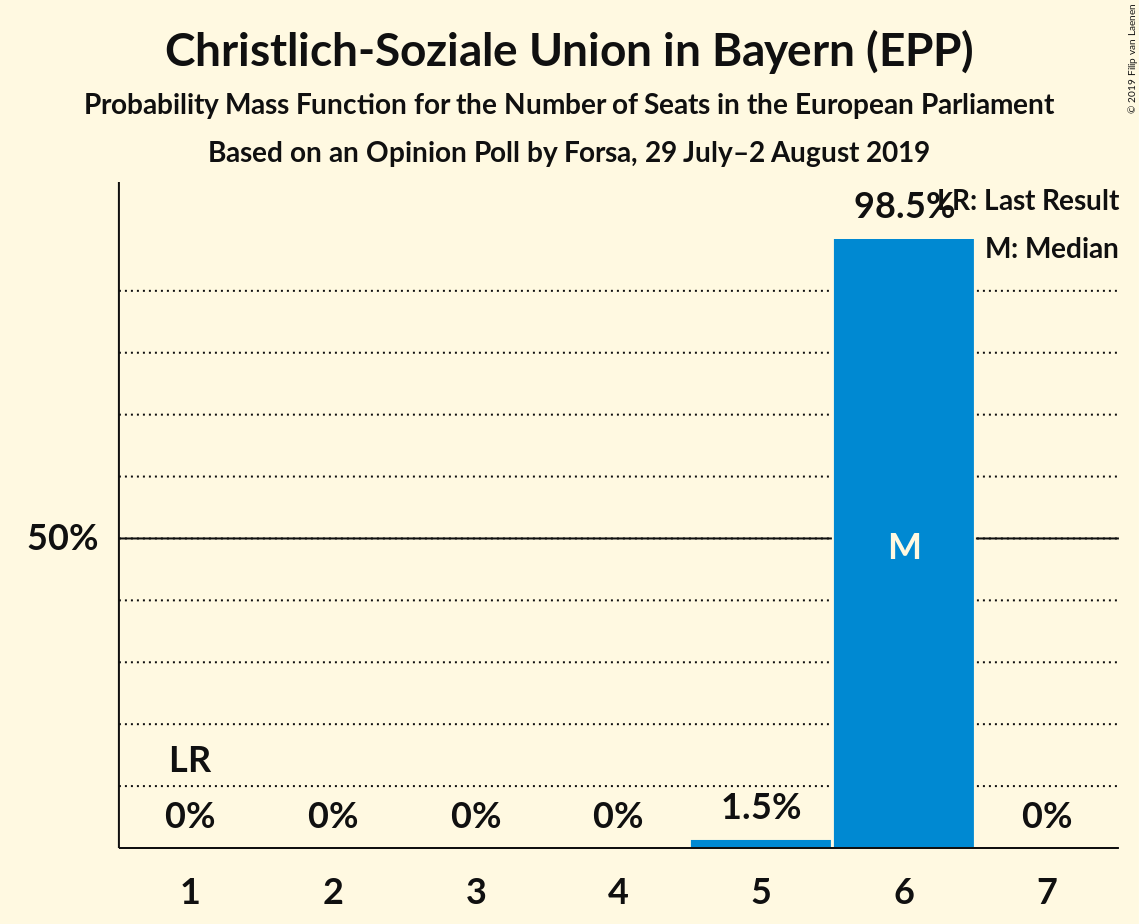 Christlich-Soziale Union in Bayern (EPP)
Probability Mass Function for the Number of Seats in the European Parliament
Based on an Opinion Poll by Forsa, 29 July–2 August 2019
© 2019 Filip van Laenen
98.5%
LR: Last Result
M: Median
50%
M
LR
0%
0%
0%
0%
1.5%
0%
1
2
3
4
5
6
7